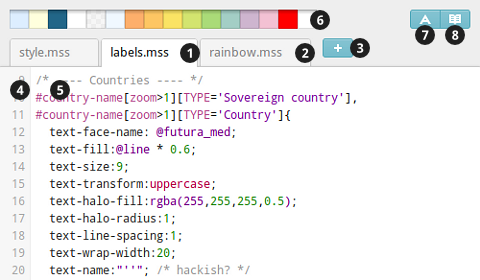 6
A
7 8
style.mss labels.mss 1 rainbow.mss 2 + 3
9 /* ---- Countries ---- */
4 5
#country-name[zoom>1][TYPE='Sovereign country'],
11 #country-name[zoom>1][TYPE='Country']{
12 text-face-name: @futura_med;
13 text-fill:@line * 0.6;
14 text-size:9;
15 text-transform:uppercase;
16 text-halo-fill:rgba(255,255,255,0.5);
17 text-halo-radius:1;
18 text-line-spacing:1;
19 text-wrap-width:20;
20 text-name:"''"; /* hackish? */